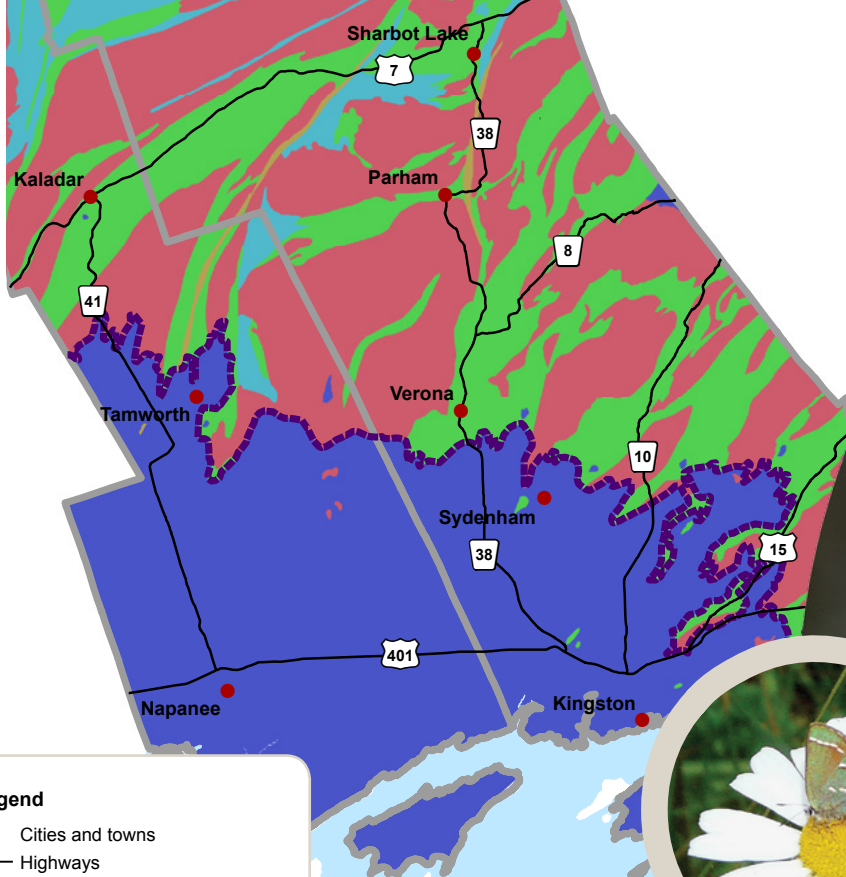 Sharbot Lake
7
38
Kaladar
Parham
8
41
Verona
Tamworth
10
Sydenham
38
15
401
Napanee
Kingston
gend
Cities and towns
Highways